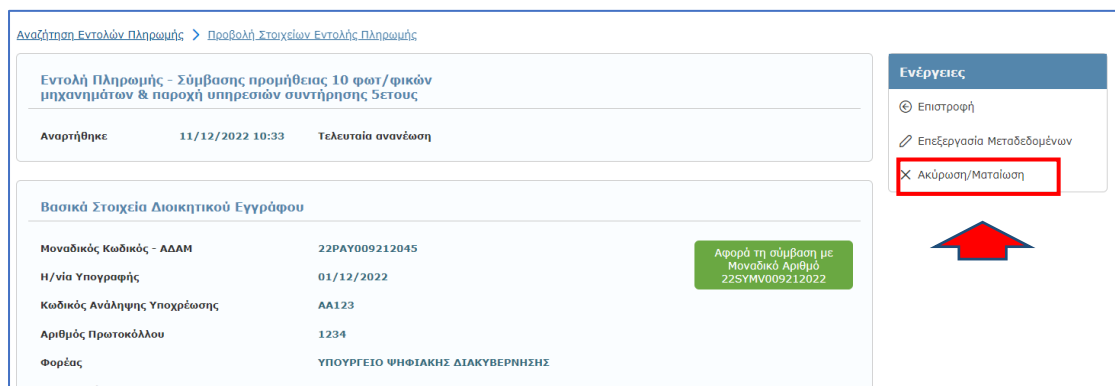 Αναζήτηση Εντολών Πληρωμής > Προβολή Στοιχείων Εντολής Πληρωμής
Εντολή Πληρωμής - Σύμβασης προμήθειας 10 φωτ/φικών
μηχανημάτων & παροχή υπηρεσιών συντήρησης 5ετους
Αναρτήθηκε 11/12/2022 10:33 Τελευταία ανανέωση
Ενέργειες
Επιστροφή
Επεξεργασία Μεταδεδομένων
Ακύρωση/Ματαίωση
Βασικά Στοιχεία Διοικητικού Εγγράφου
Μοναδικός Κωδικός - ΑΔΑΜ 22PAY009212045
Η/νία Υπογραφής 01/12/2022
Κωδικός Ανάληψης Υποχρέωσης ΑΑ123
Αριθμός Πρωτοκόλλου 1234
Φορέας ΥΠΟΥΡΓΕΙΟ ΨΗΦΙΑΚΗΣ ΔΙΑΚΥΒΕΡΝΗΣΗΣ
Αφορά τη σύμβαση με
Μοναδικό Αριθμό
22SYMV009212022